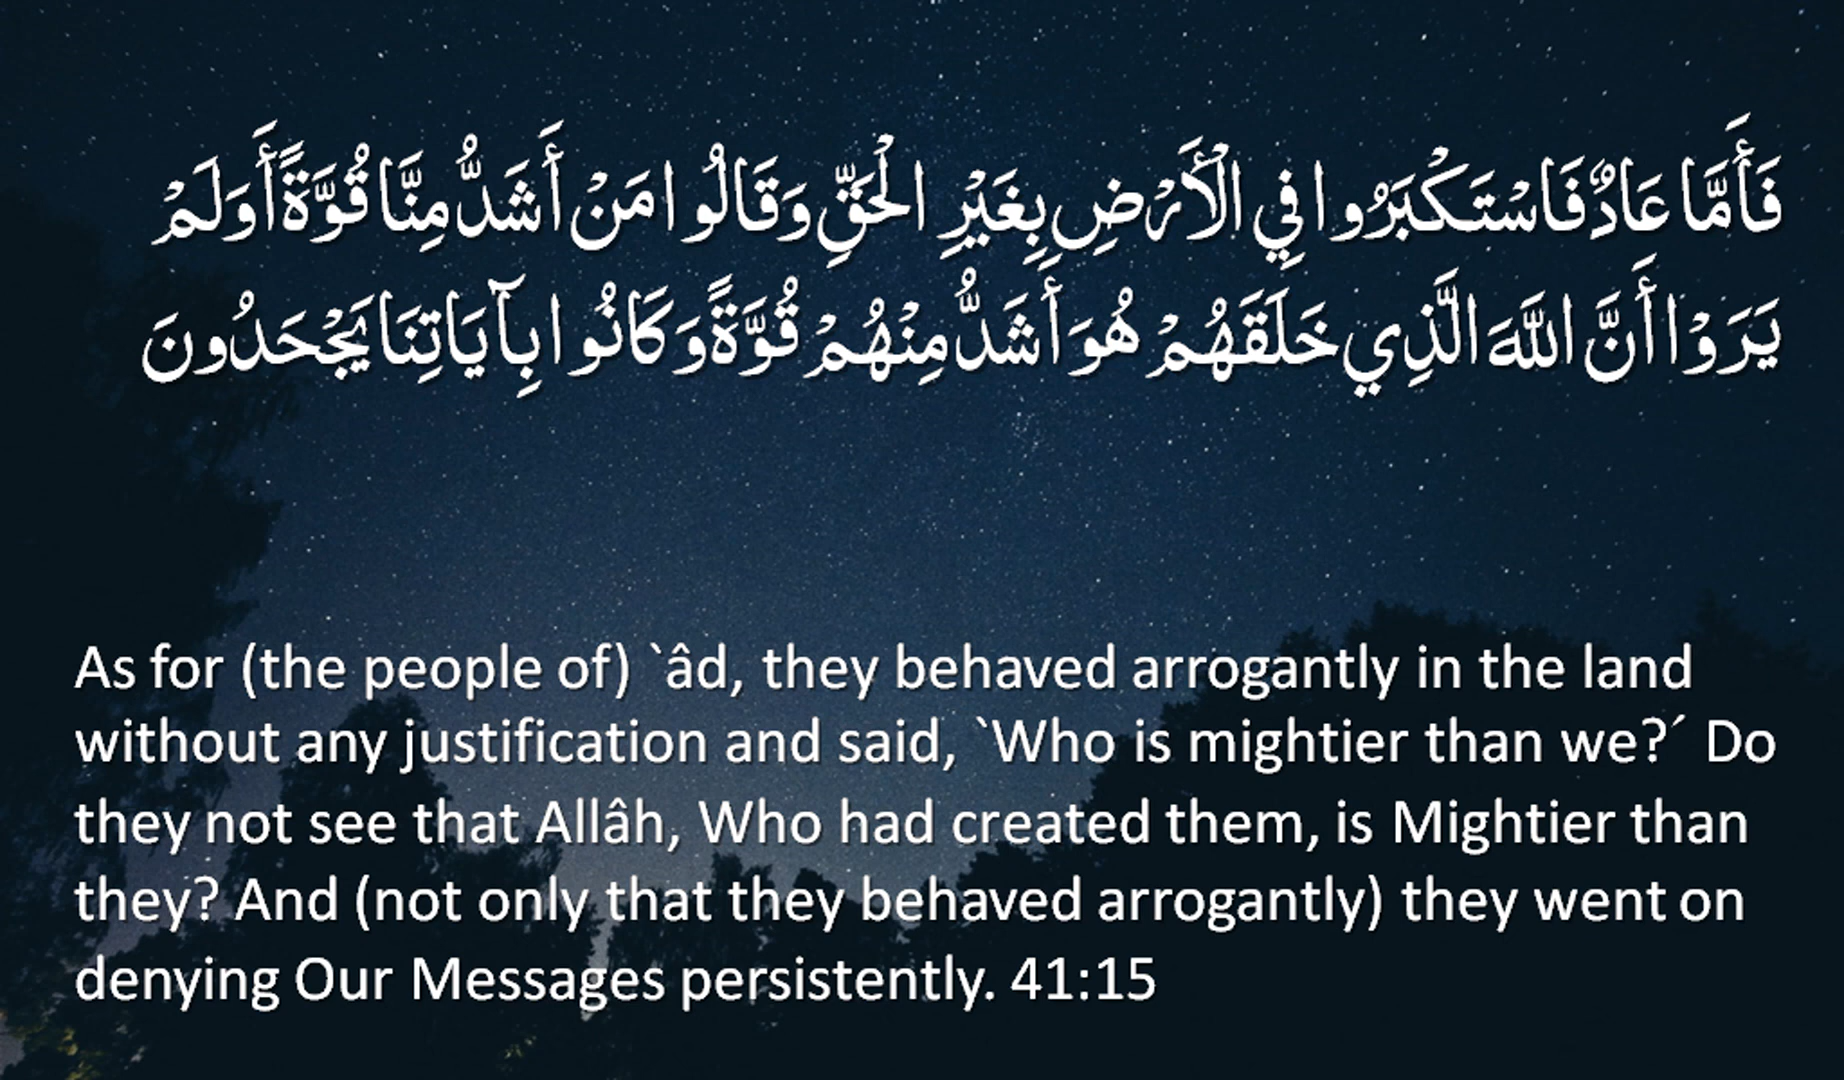 فَأَمَّا عَادٌ فَاسْتَكْبَرُوا فِي الْأَرْضِ بِغَيْرِ الْحَقِّ وَقَالُوا مَنْ أَشَدُّ مِنَّا قُوَّةً أَوَلَمْ
يَرَوْا أَنَّ اللَّهَ الَّذِي خَلَقَهُمْ هُوَ أَشَدُّ مِنْهُمْ قُوَّةً وَكَانُوا بِآيَاتِنَا يَجْحَدُونَ
As for (the people of) `âd, they behaved arrogantly in the land
without any justification and said, `Who is mightier than we?´ Do
they not see that Allâh, Who had created them, is Mightier than
they? And (not only that they behaved arrogantly) they went on
denying Our Messages persistently. 41:15